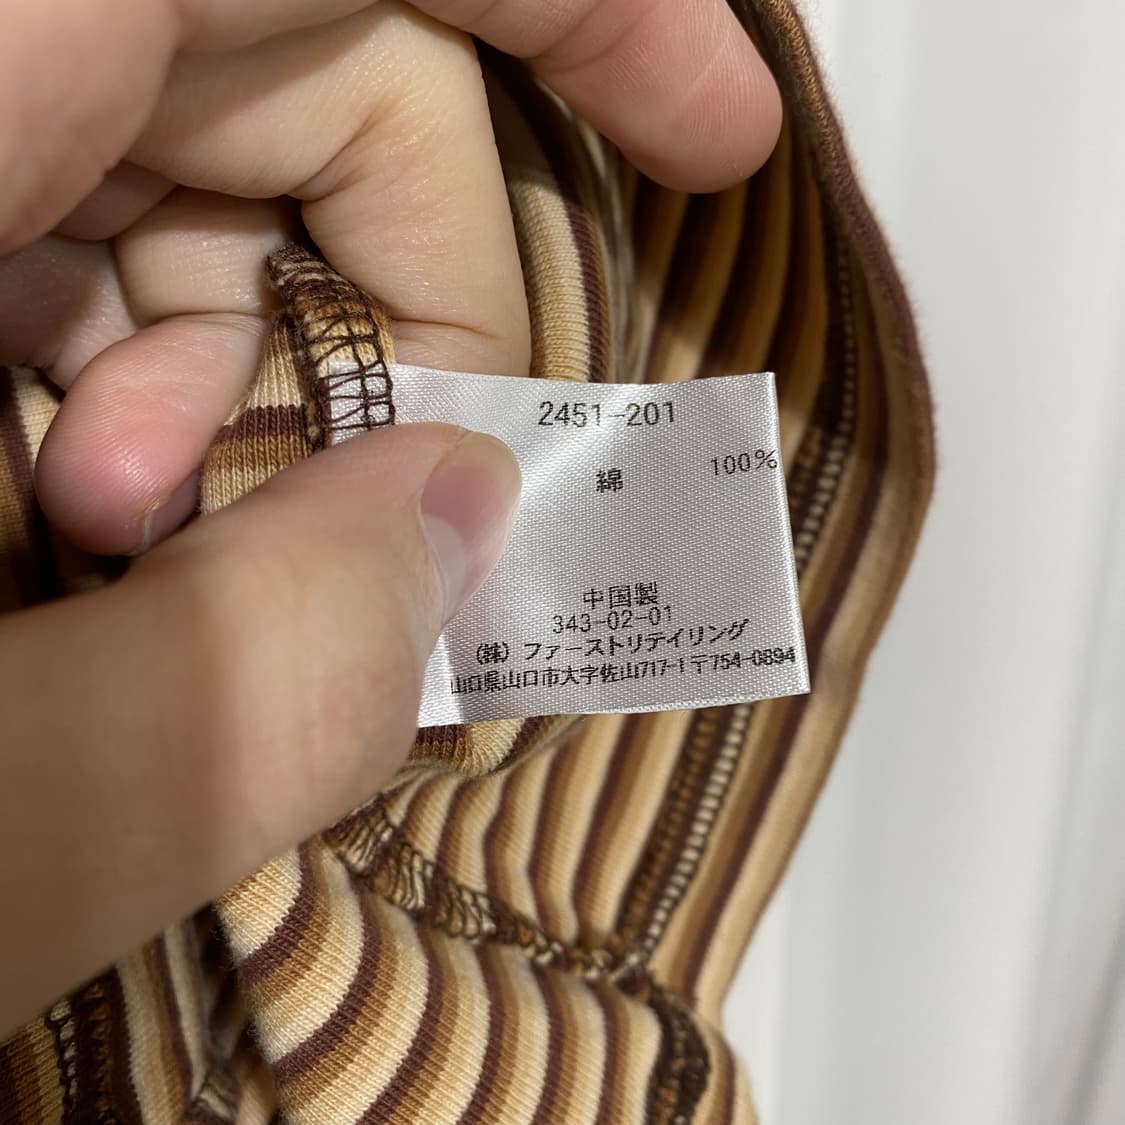 2451-201
綿 100%
中国製
343-02-01
(株)ファーストリテイリング
山口県山口市大字佐山717-1〒754-0894